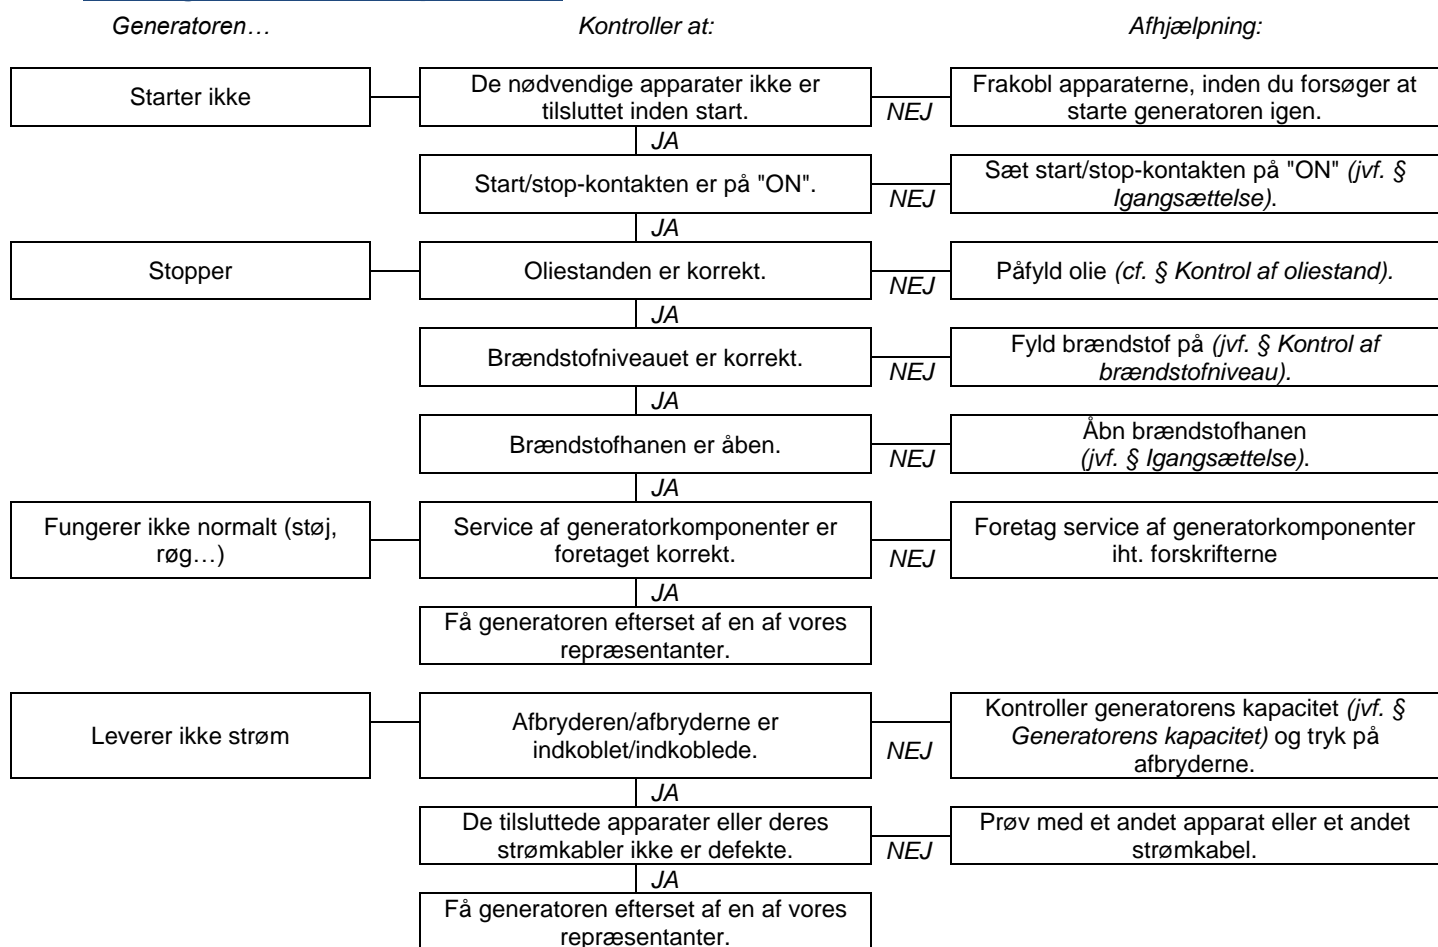 Generatoren…
Kontroller at:
Afhjælpning:
Starter ikke
De nødvendige apparater ikke er
tilsluttet inden start.
NEJ
Frakobl apparaterne, inden du forsøger at
starte generatoren igen.
JA
Start/stop-kontakten er på "ON".
NEJ
Sæt start/stop-kontakten på "ON" (jvf. §
Igangsættelse).
JA
Stopper
Oliestanden er korrekt.
NEJ
Påfyld olie (cf. § Kontrol af oliestand).
JA
Brændstofniveauet er korrekt.
NEJ
Fyld brændstof på (jvf. § Kontrol af
brændstofniveau).
JA
Brændstofhanen er åben.
NEJ
Åbn brændstofhanen
(jvf. § Igangsættelse).
JA
Fungerer ikke normalt (støj,
røg…)
Service af generatorkomponenter er
foretaget korrekt.
NEJ
Foretag service af generatorkomponenter
iht. forskrifterne
JA
Få generatoren efterset af en af vores
repræsentanter.
Leverer ikke strøm
Afbryderen/afbryderne er
indkoblet/indkoblede.
NEJ
Kontroller generatorens kapacitet (jvf. §
Generatorens kapacitet) og tryk på
afbryderne.
JA
De tilsluttede apparater eller deres
strømkabler ikke er defekte.
NEJ
Prøv med et andet apparat eller et andet
strømkabel.
JA
Få generatoren efterset af en af vores
repræsentanter.